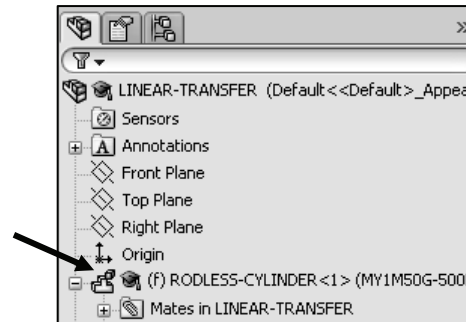 »
LINEAR-TRANSFER (Default<<Default>_Appea
Sensors
A Annotations
Front Plane
Top Plane
Right Plane
Origin
(f) RODLESS-CYLINDER<1> (MY1M50G-500
Mates in LINEAR-TRANSFER